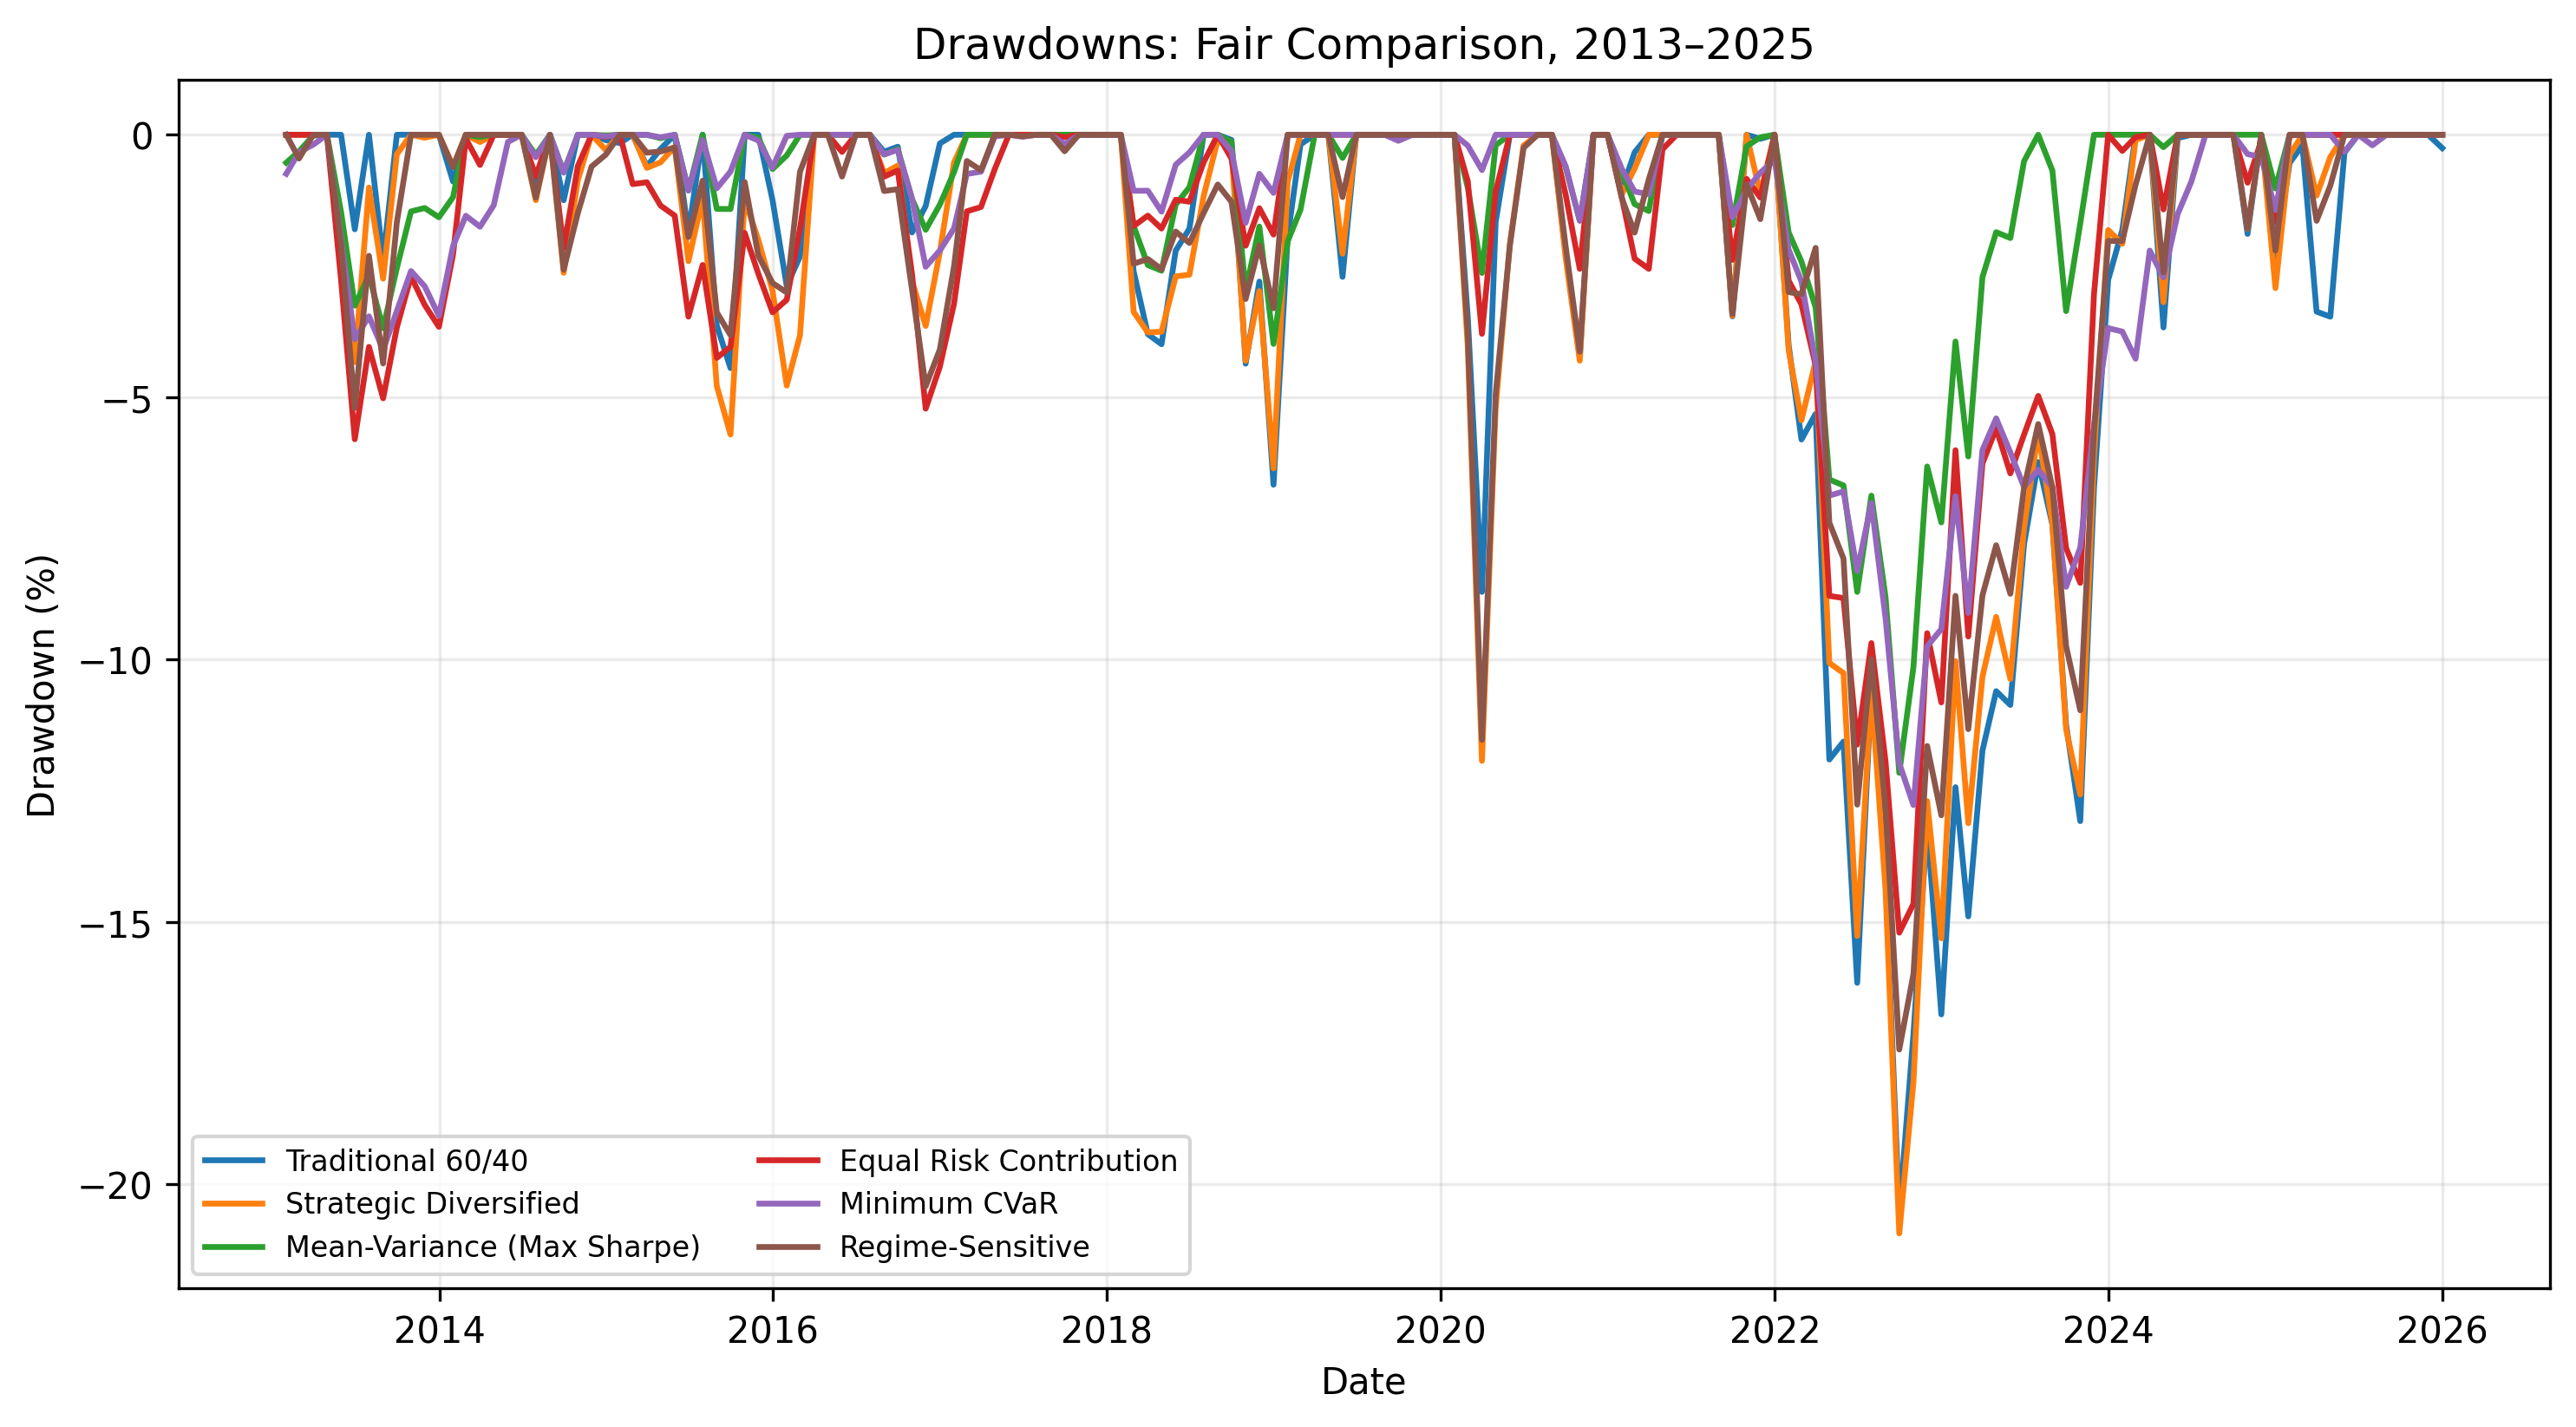 Drawdowns: Fair Comparison, 2013–2025
Drawdown (%)
0
−5
−10
−15
−20
Traditional 60/40
Strategic Diversified
Mean-Variance (Max Sharpe)
Equal Risk Contribution
Minimum CVaR
Regime-Sensitive
2014 2016 2018 2020 2022 2024 2026
Date